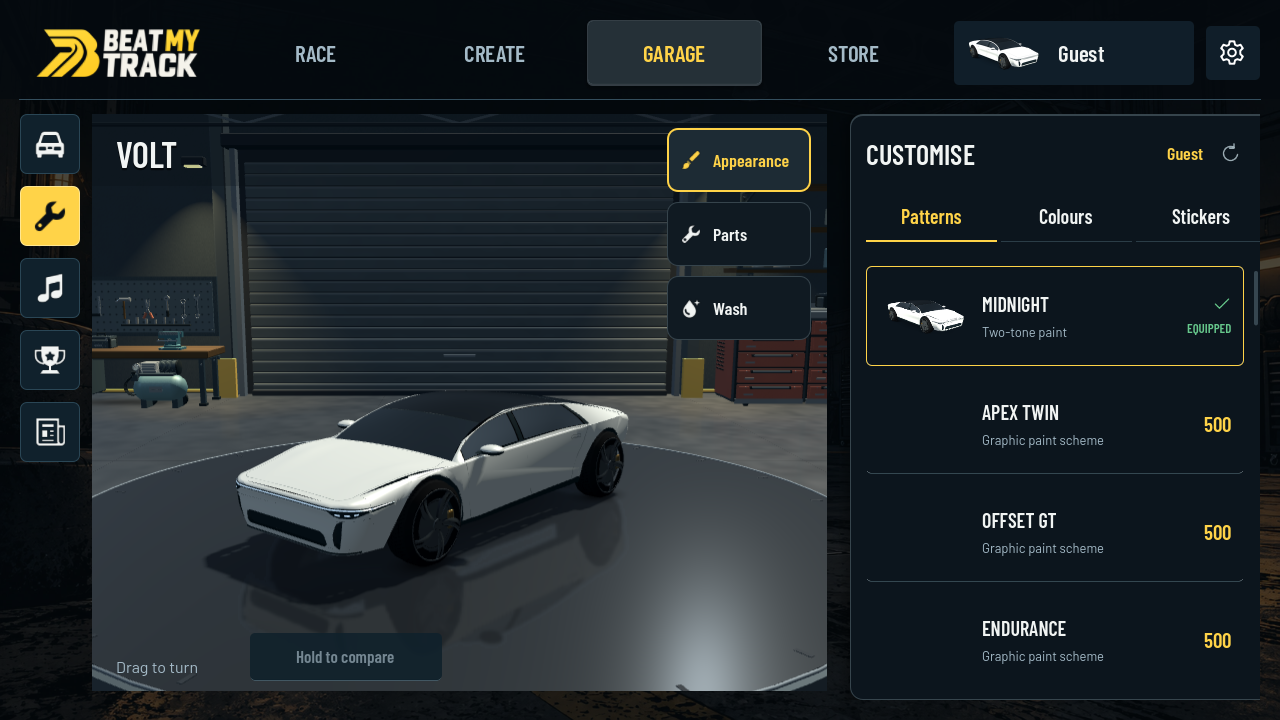 BEATMY
TRACK
RACE
CREATE
GARAGE
STORE
Guest
VOLT
Appearance
Parts
Wash
Drag to turn
Hold to compare
CUSTOMISE
Guest
Patterns
Colours
Stickers
MIDNIGHT
Two-tone paint
EQUIPPED
APEX TWIN
Graphic paint scheme
500
OFFSET GT
Graphic paint scheme
500
ENDURANCE
Graphic paint scheme
500